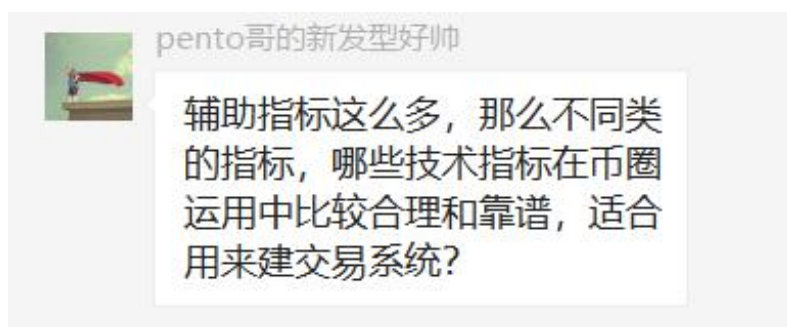 pento哥的新发型好帅
辅助指标这么多，那么不同类
的指标，哪些技术指标在币圈
运用中比较合理和靠谱，适合
用来建交易系统？